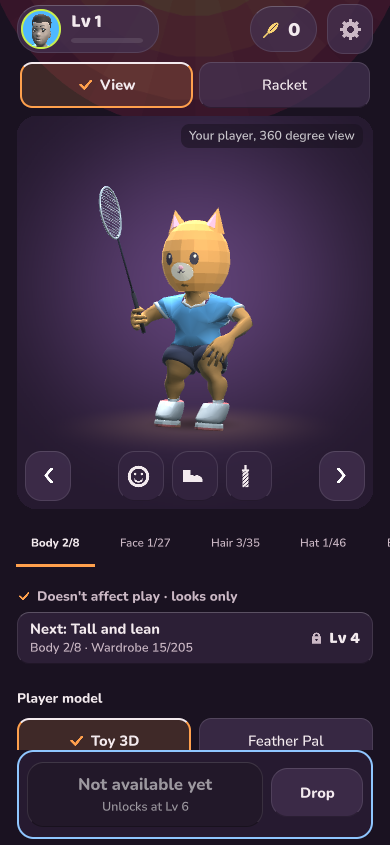 Lv 1
0
View
Racket
Your player, 360 degree view
Body 2/8
Face 1/27
Hair 3/35
Hat 1/46
Doesn't affect play · looks only
Next: Tall and lean
Body 2/8 · Wardrobe 15/205
Lv 4
Player model
Toy 3D
Feather Pal
Not available yet
Unlocks at Lv 6
Drop